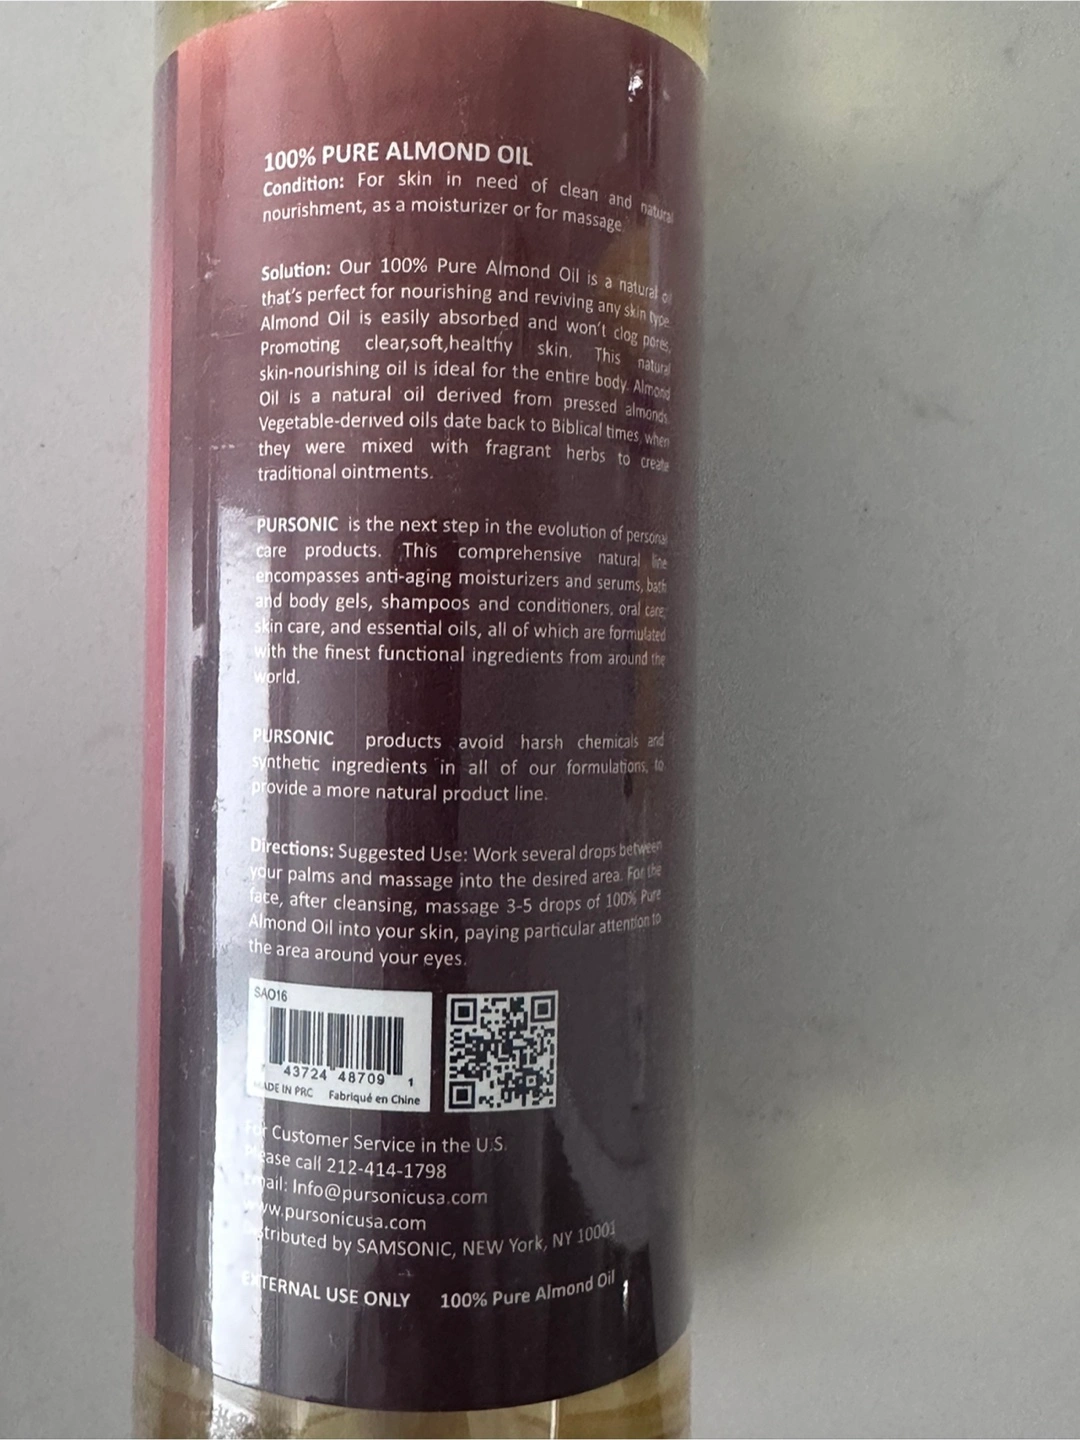 100% PURE ALMOND OIL
Condition: For skin in need of clean and natural
nourishment, as a moisturizer or for massage
Solution: Our 100% Pure Almond Oil is a natural oil
that's perfect for nourishing and reviving any skin type
Almond Oil is easily absorbed and won't clog pores,
Promoting clear,soft,healthy skin. This natural
skin-nourishing oil is ideal for the entire body. Almond
Oil is a natural oil derived from pressed almonds.
Vegetable-derived oils date back to Biblical times, when
they were mixed with fragrant herbs to create
traditional ointments.
PURSONIC is the next step in the evolution of personal
care products. This comprehensive natural line
encompasses anti-aging moisturizers and serums, bath
and body gels, shampoos and conditioners, oral care,
skin care, and essential oils, all of which are formulated
with the finest functional ingredients from around the
world.
PURSONIC products avoid harsh chemicals and
synthetic ingredients in all of our formulations, to
provide a more natural product line.
Directions: Suggested Use: Work several drops between
your palms and massage into the desired area. For the
face, after cleansing, massage 3-5 drops of 100% Pure
Almond Oil into your skin, paying particular attention to
the area around your eyes.
SAO16
43724 48709 1
MADE IN PRC Fabriqué en Chine
For Customer Service in the U.S.
Please call 212-414-1798
Email: Info@pursonicusa.com
www.pursonicusa.com
Distributed by SAMSONIC, NEW York, NY 10001
EXTERNAL USE ONLY 100% Pure Almond Oil